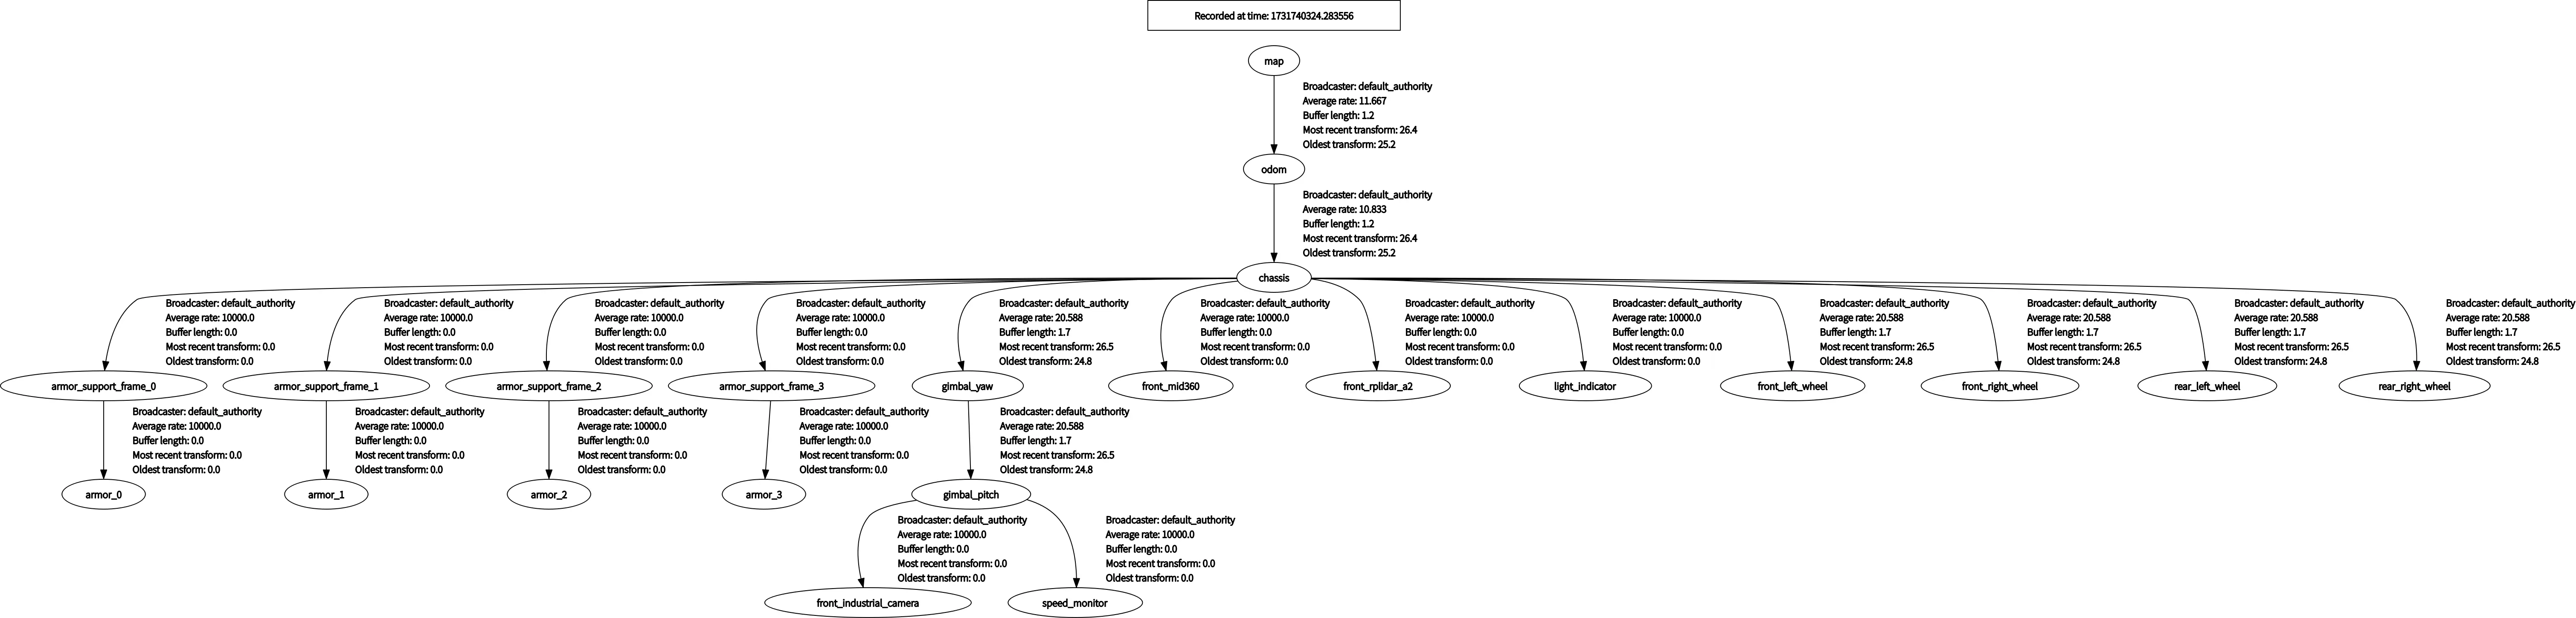 Recorded at time: 1731740324.283556
map
Broadcaster: default_authority
Average rate: 11.667
Buffer length: 1.2
Most recent transform: 26.4
Oldest transform: 25.2
odom
Broadcaster: default_authority
Average rate: 10.833
Buffer length: 1.2
Most recent transform: 26.4
Oldest transform: 25.2
chassis
Broadcaster: default_authority
Average rate: 10000.0
Buffer length: 0.0
Most recent transform: 0.0
Oldest transform: 0.0
Broadcaster: default_authority
Average rate: 10000.0
Buffer length: 0.0
Most recent transform: 0.0
Oldest transform: 0.0
Broadcaster: default_authority
Average rate: 10000.0
Buffer length: 0.0
Most recent transform: 0.0
Oldest transform: 0.0
Broadcaster: default_authority
Average rate: 10000.0
Buffer length: 0.0
Most recent transform: 0.0
Oldest transform: 0.0
Broadcaster: default_authority
Average rate: 20.588
Buffer length: 1.7
Most recent transform: 26.5
Oldest transform: 24.8
Broadcaster: default_authority
Average rate: 10000.0
Buffer length: 0.0
Most recent transform: 0.0
Oldest transform: 0.0
Broadcaster: default_authority
Average rate: 10000.0
Buffer length: 0.0
Most recent transform: 0.0
Oldest transform: 0.0
Broadcaster: default_authority
Average rate: 10000.0
Buffer length: 0.0
Most recent transform: 0.0
Oldest transform: 0.0
Broadcaster: default_authority
Average rate: 20.588
Buffer length: 1.7
Most recent transform: 26.5
Oldest transform: 24.8
Broadcaster: default_authority
Average rate: 20.588
Buffer length: 1.7
Most recent transform: 26.5
Oldest transform: 24.8
Broadcaster: default_authority
Average rate: 20.588
Buffer length: 1.7
Most recent transform: 26.5
Oldest transform: 24.8
Broadcaster: default_authority
Average rate: 20.588
Buffer length: 1.7
Most recent transform: 26.5
Oldest transform: 24.8
armor_support_frame_0
armor_support_frame_1
armor_support_frame_2
armor_support_frame_3
gimbal_yaw
front_mid360
front_rplidar_a2
light_indicator
front_left_wheel
front_right_wheel
rear_left_wheel
rear_right_wheel
Broadcaster: default_authority
Average rate: 10000.0
Buffer length: 0.0
Most recent transform: 0.0
Oldest transform: 0.0
Broadcaster: default_authority
Average rate: 10000.0
Buffer length: 0.0
Most recent transform: 0.0
Oldest transform: 0.0
Broadcaster: default_authority
Average rate: 10000.0
Buffer length: 0.0
Most recent transform: 0.0
Oldest transform: 0.0
Broadcaster: default_authority
Average rate: 10000.0
Buffer length: 0.0
Most recent transform: 0.0
Oldest transform: 0.0
Broadcaster: default_authority
Average rate: 20.588
Buffer length: 1.7
Most recent transform: 26.5
Oldest transform: 24.8
armor_0
armor_1
armor_2
armor_3
gimbal_pitch
Broadcaster: default_authority
Average rate: 10000.0
Buffer length: 0.0
Most recent transform: 0.0
Oldest transform: 0.0
Broadcaster: default_authority
Average rate: 10000.0
Buffer length: 0.0
Most recent transform: 0.0
Oldest transform: 0.0
front_industrial_camera
speed_monitor